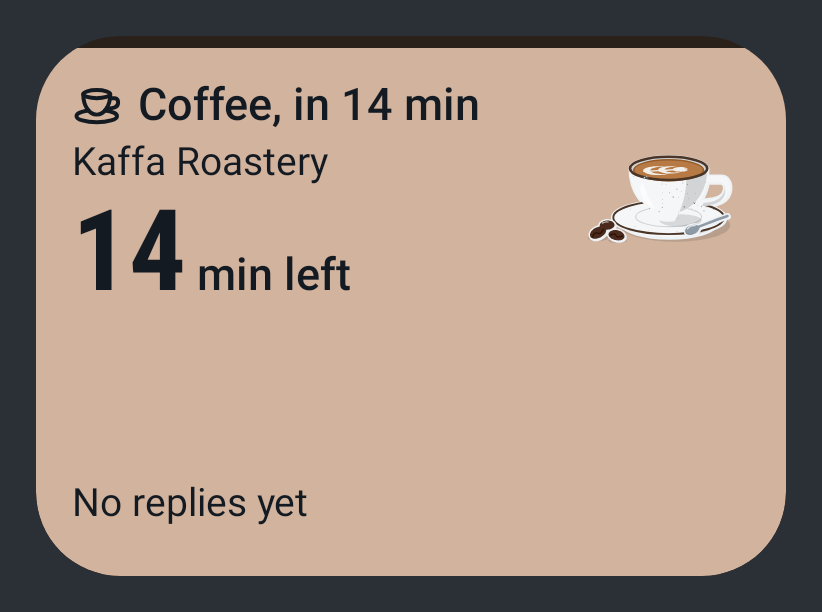 Coffee, in 14 min
Kaffa Roastery
14 min left
No replies yet